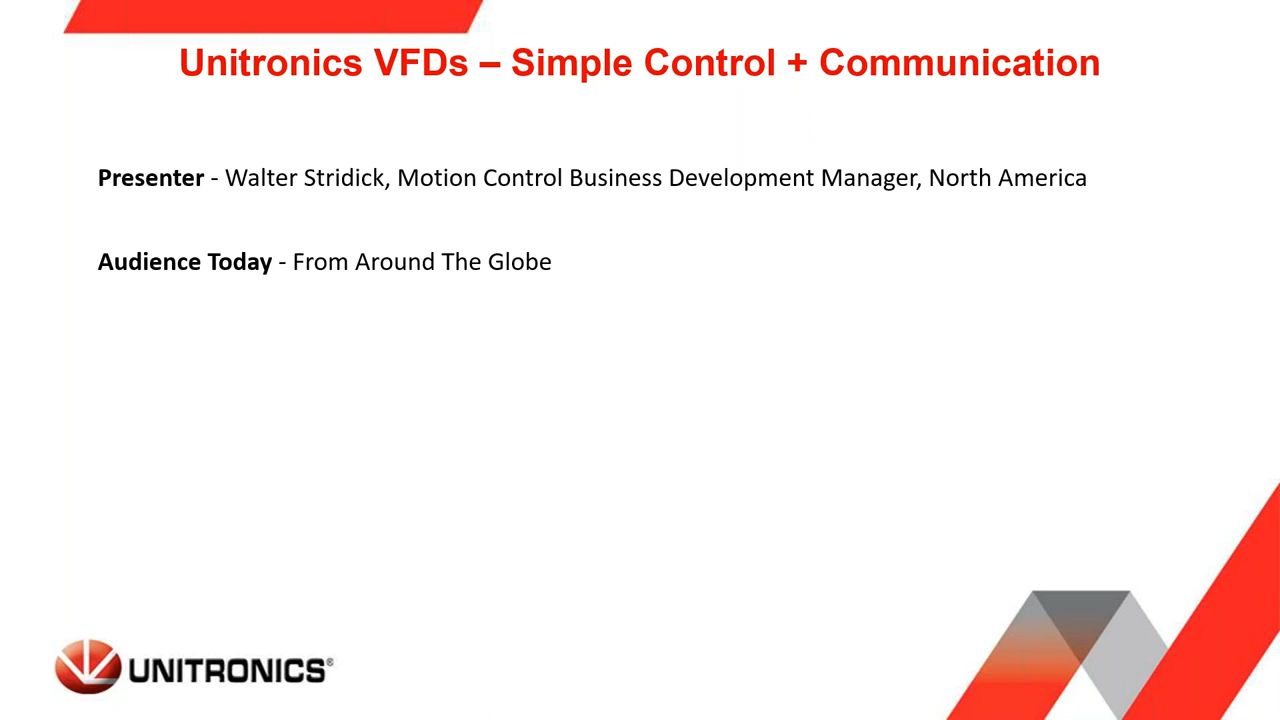 Unitronics VFDs – Simple Control + Communication
Presenter - Walter Stridick, Motion Control Business Development Manager, North America
Audience Today - From Around The Globe
UNITRONICS®